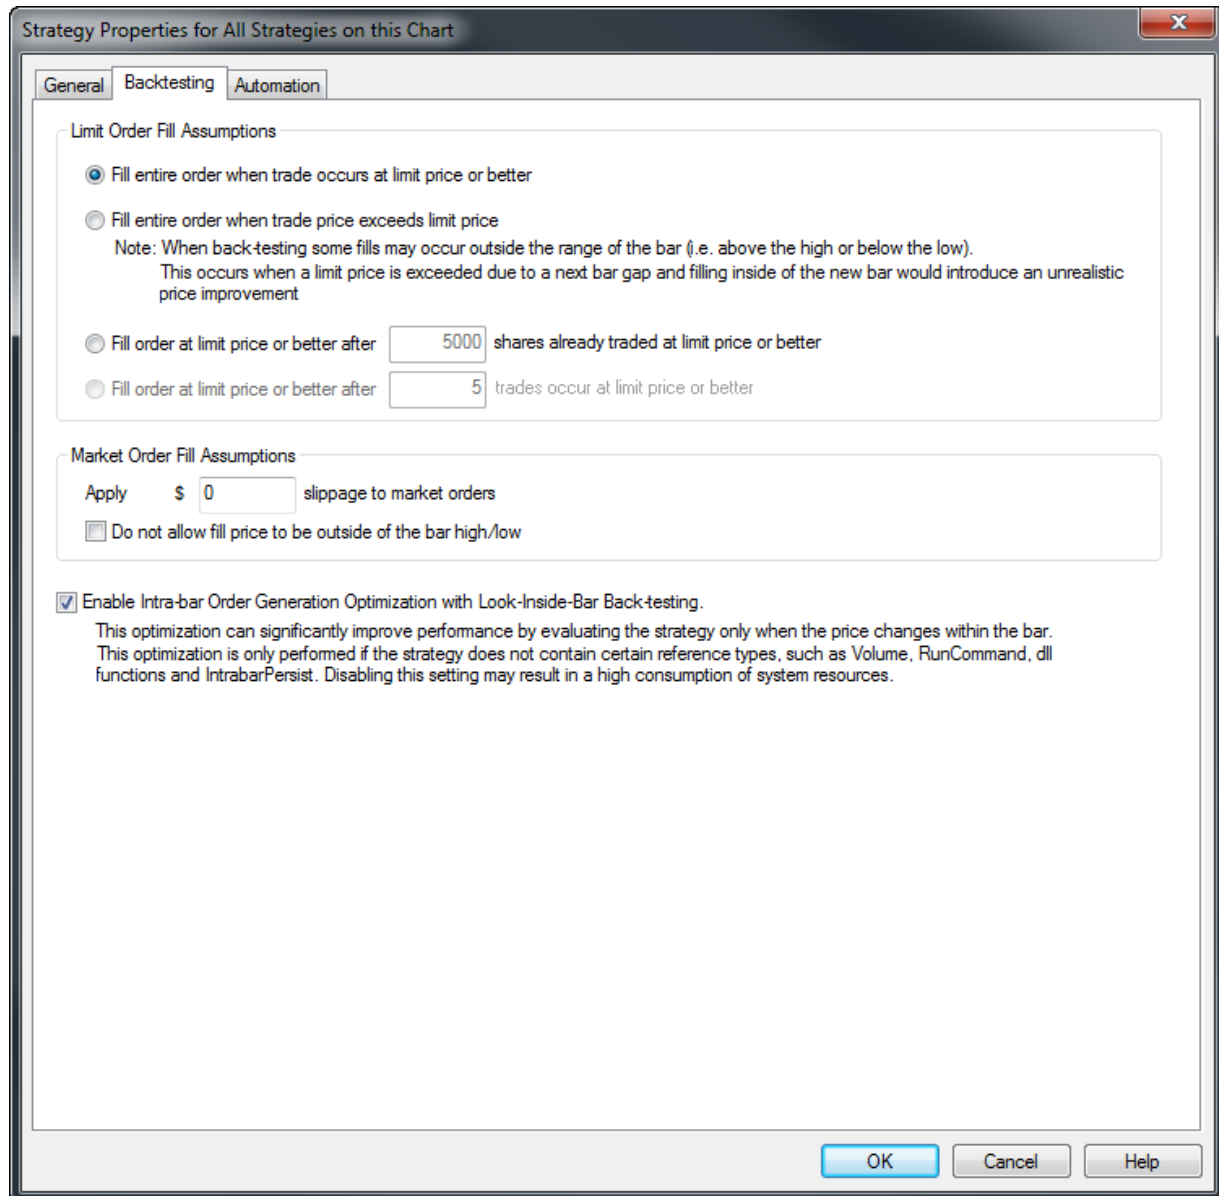 Strategy Properties for All Strategies on this Chart
General
Backtesting
Automation
Limit Order Fill Assumptions
Fill entire order when trade occurs at limit price or better
Fill entire order when trade price exceeds limit price
Note: When back-testing some fills may occur outside the range of the bar (i.e. above the high or below the low).
This occurs when a limit price is exceeded due to a next bar gap and filling inside of the new bar would introduce an unrealistic
price improvement
Fill order at limit price or better after 5000 shares already traded at limit price or better
Fill order at limit price or better after 5 trades occur at limit price or better
Market Order Fill Assumptions
Apply $ 0 slippage to market orders
Do not allow fill price to be outside of the bar high/low
Enable Intra-bar Order Generation Optimization with Look-Inside-Bar Back-testing.
This optimization can significantly improve performance by evaluating the strategy only when the price changes within the bar.
This optimization is only performed if the strategy does not contain certain reference types, such as Volume, RunCommand, dll
functions and IntrabarPersist. Disabling this setting may result in a high consumption of system resources.
OK
Cancel
Help